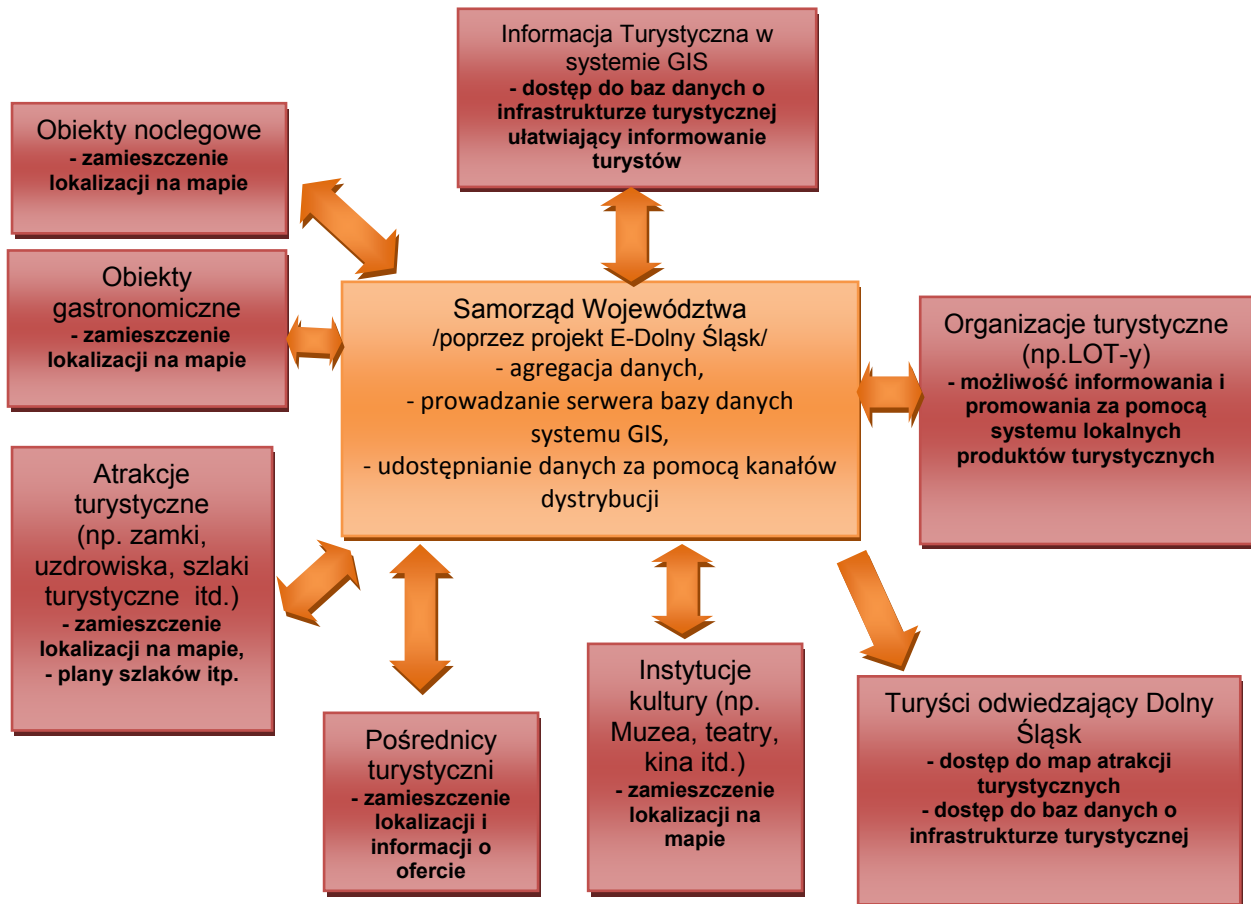 Informacja Turystyczna w
systemie GIS
- dostęp do baz danych o
infrastrukturze turystycznej
ułatwiający informowanie
turystów
Obiekty noclegowe
- zamieszczenie
lokalizacji na mapie
Obiekty
gastronomiczne
- zamieszczenie
lokalizacji na mapie
Samorząd Województwa
/poprzez projekt E-Dolny Śląsk/
- agregacja danych,
- prowadzanie serwera bazy danych
systemu GIS,
- udostępnianie danych za pomocą kanałów
dystrybucji
Organizacje turystyczne
(np.LOT-y)
- możliwość informowania i
promowania za pomocą
systemu lokalnych
produktów turystycznych
Atrakcje
turystyczne
(np. zamki,
uzdrowiska, szlaki
turystyczne itd.)
- zamieszczenie
lokalizacji na mapie,
- plany szlaków itp.
Pośrednicy
turystyczni
- zamieszczenie
lokalizacji i
informacji o
ofercie
Instytucje
kultury (np.
Muzea, teatry,
kina itd.)
- zamieszczenie
lokalizacji na
mapie
Turyści odwiedzający Dolny
Śląsk
- dostęp do map atrakcji
turystycznych
- dostęp do baz danych o
infrastrukturze turystycznej